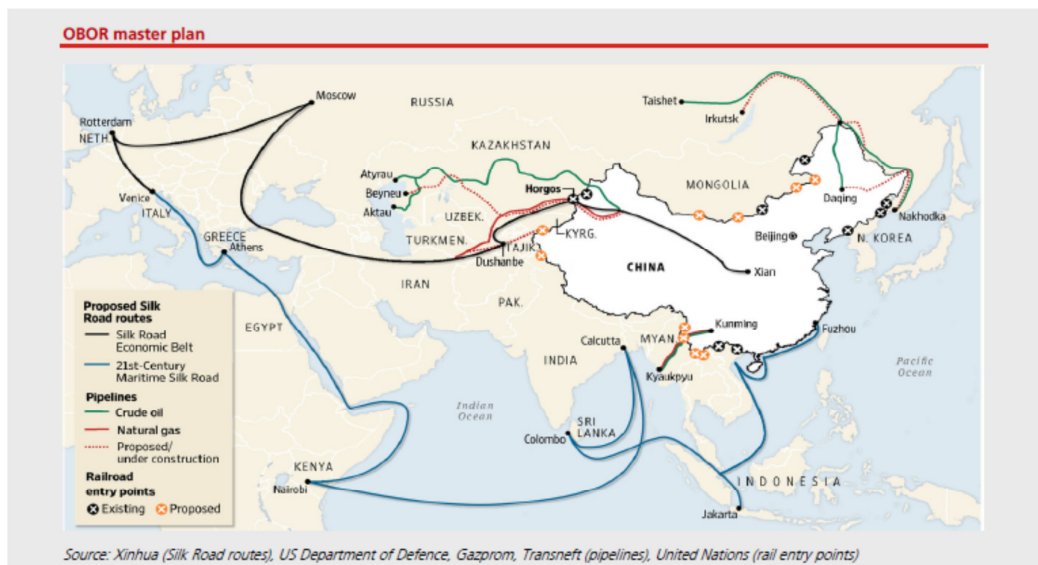 OBOR master plan
Moscow
RUSSIA
Taishet
Irkutsk
Rotterdam
NETH.
KAZAKHSTAN
Atyrau
Beyneu
Aktau
Horgos
MONGOLIA
Daqing
Venice
ITALY
UZBEK.
Nakhodka
GREECE
Athens
TURKMEN.
KYRG.
TAJIK.
Dushanbe
Beijing
N. KOREA
CHINA
Xian
IRAN
PAK.
EGYPT
Kunming
MYAN.
Fuzhou
Calcutta
INDIA
Kyaukpyu
Pacific
Ocean
Indian
Ocean
SRI
LANKA
Colombo
KENYA
Nairobi
INDONESIA
Jakarta
Proposed Silk
Road routes
Silk Road
Economic Belt
21st-Century
Maritime Silk Road
Pipelines
Crude oil
Natural gas
Proposed/
under construction
Railroad
entry points
Existing
Proposed
Source: Xinhua (Silk Road routes), US Department of Defence, Gazprom, Transneft (pipelines), United Nations (rail entry points)